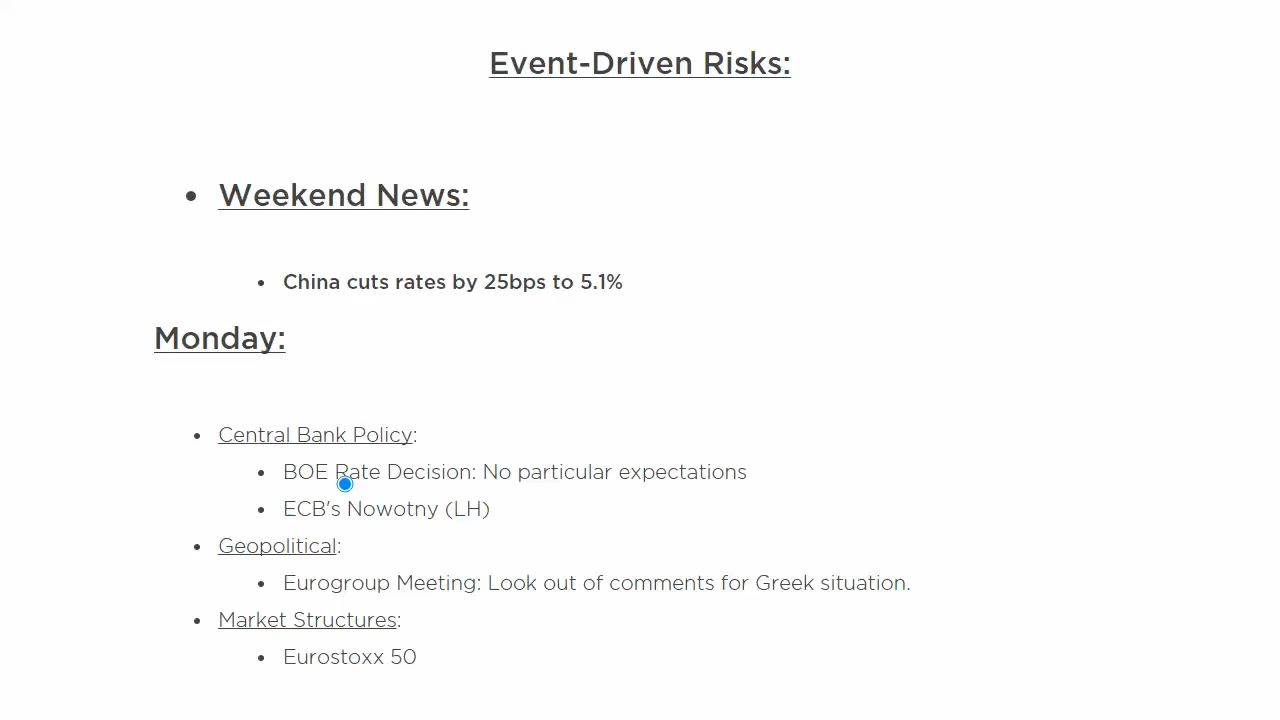 Event-Driven Risks:
• Weekend News:
• China cuts rates by 25bps to 5.1%
Monday:
• Central Bank Policy:
• BOE Rate Decision: No particular expectations
• ECB's Nowotny (LH)
• Geopolitical:
• Eurogroup Meeting: Look out of comments for Greek situation.
• Market Structures:
• Eurostoxx 50